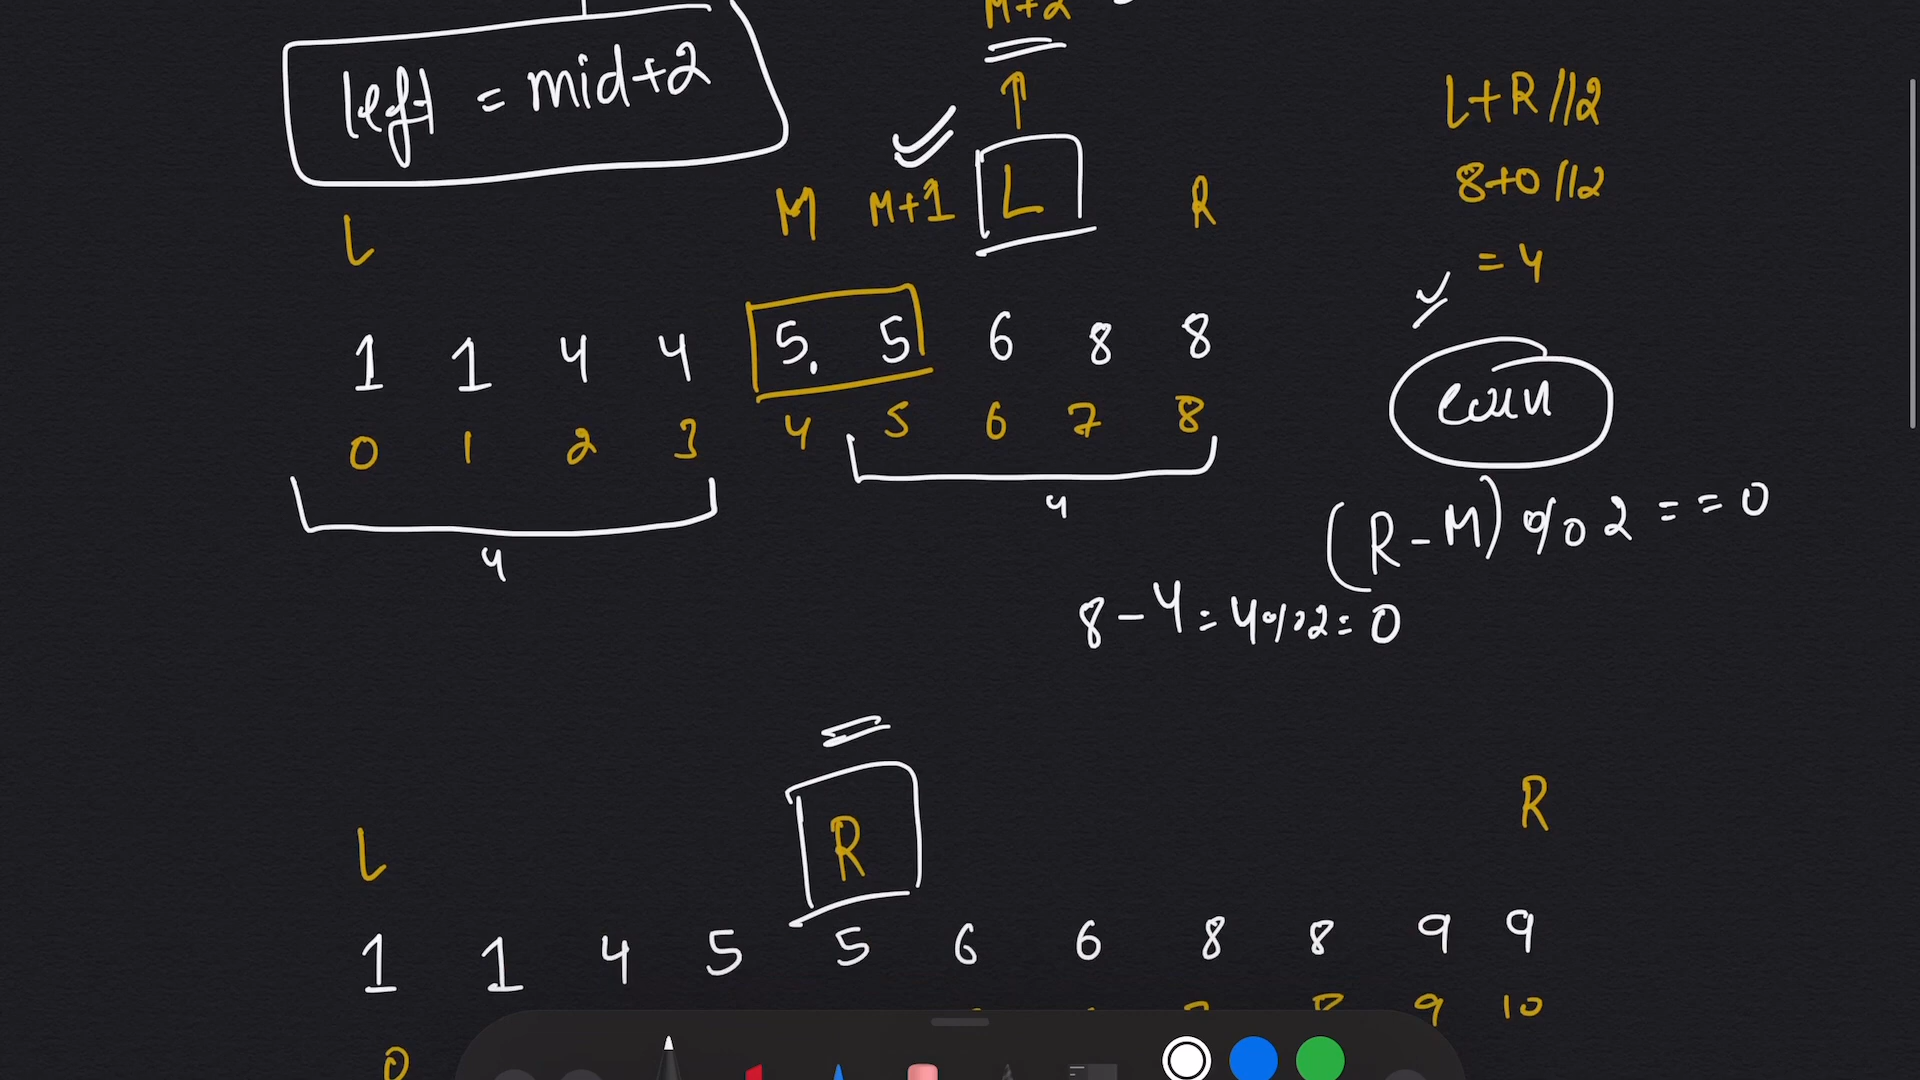 M+2
left = mid+2
L+R//2
M M+1 L R
8+0//2
L
= 4
1 1 4 4 5. 5 6 8 8
0 1 2 3 4 5 6 7 8
4
4
(R-M)%2 == 0
8-4=4%2=0
R
L
R
1 1 4 5 5 6 6 8 8 9 9
0 7 8 9 10